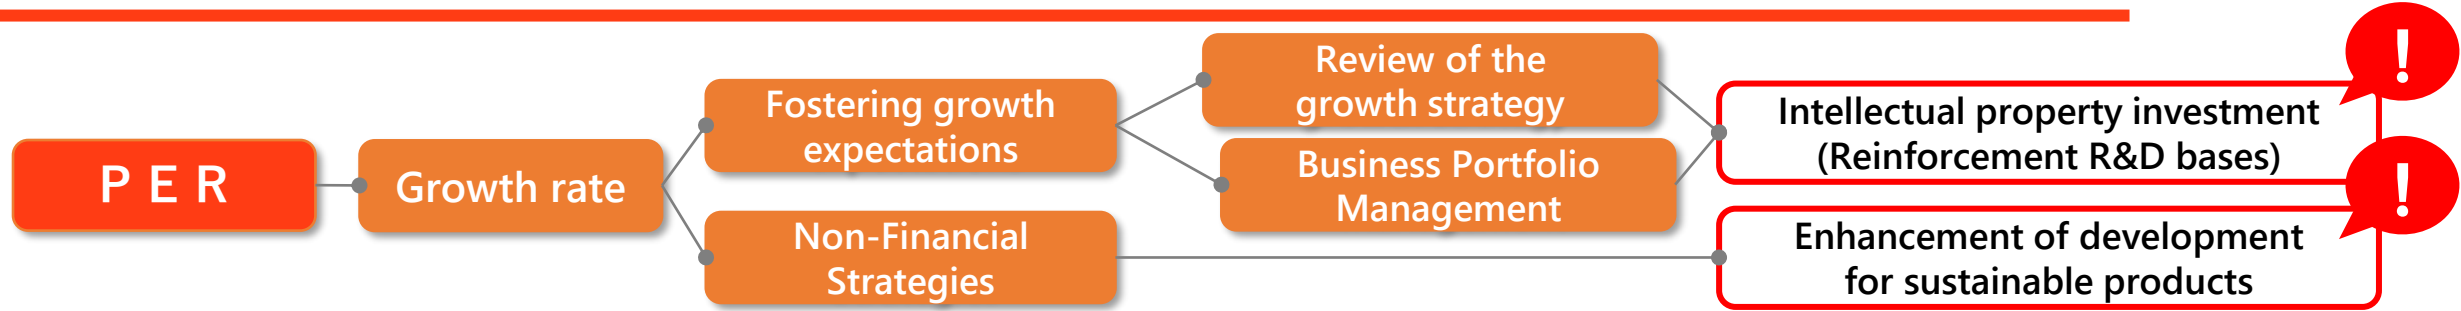 P E R
Growth rate
Fostering growth
expectations
Non-Financial
Strategies
Review of the
growth strategy
Business Portfolio
Management
Intellectual property investment
(Reinforcement R&D bases)
!
Enhancement of development
for sustainable products
!